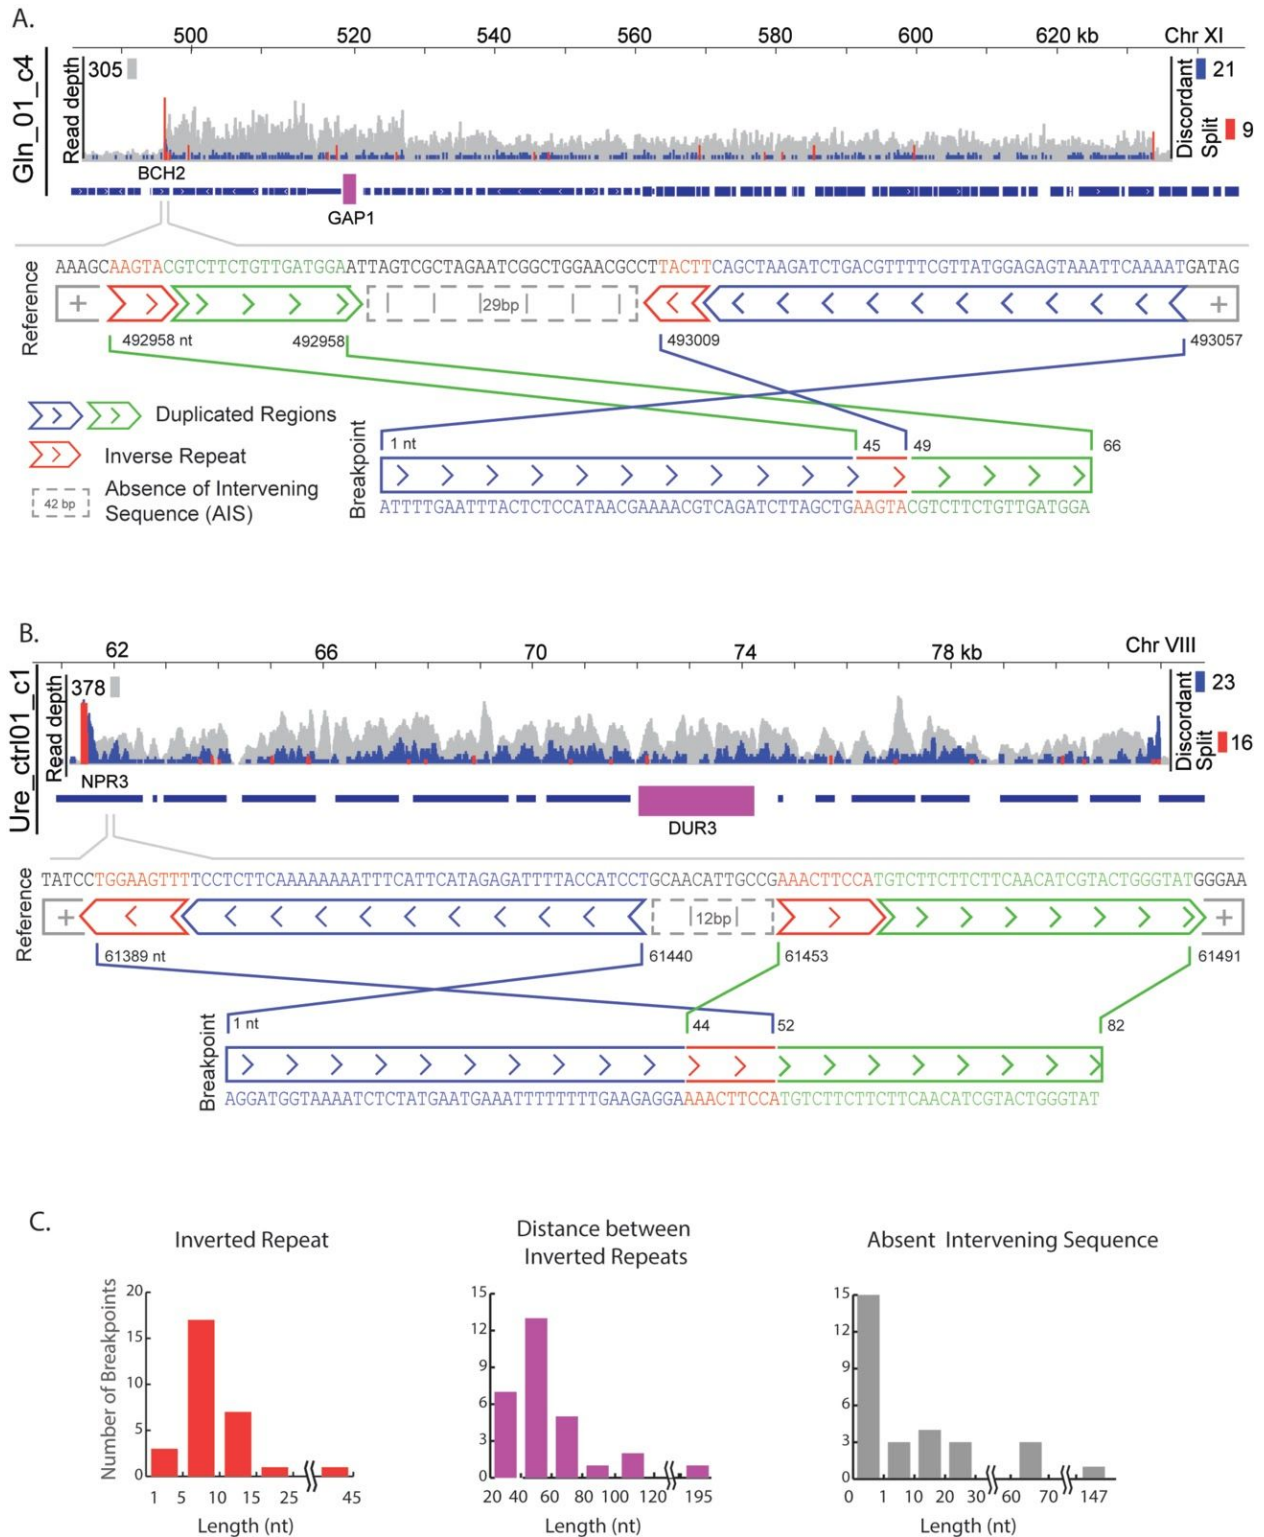 A.
500 520 540 560 580 600 620 kb Chr XI
Gln_01_c4
Read depth
305
Discordant
21
Split
9
BCH2
GAP1
Reference
AAAGCAAGTACGTCTTCTGTTGATGGAATTAGTCGCTAGAATCGGCTGGAACGCCTTACTTCAGCTAAGATCTGACGTTTTCGTTATGGAGAGTAAATTCAAAATGATAG
+ 29bp +
492958 nt 492958 493009 493057
Duplicated Regions
Inverse Repeat
42 bp
Absence of Intervening
Sequence (AIS)
Breakpoint
1 nt 45 49 66
ATTTTGAATTTACTCTCCATAACGAAAACGTCAGATCTTAGCTGAAGTACGTCTTCTGTTGATGGA
B.
62 66 70 74 78 kb Chr VIII
Ure_ctrl01_c1
Read depth
378
Discordant
23
Split
16
NPR3
DUR3
Reference
TATCCTGGAAGTTTTCCTCTTCAAAAAAAATTTCATTCATAGAGATTTTACCATCCTGCAACATTGCCGAAACTTCCATGTCTTCTTCTTCAACATCGTACTGGGTATGGGAA
+ 12bp +
61389 nt 61440 61453 61491
Breakpoint
1 nt 44 52 82
AGGATGGTAAAATCTCTATGAATGAAATTTTTTTTGAAGAGGAAAACTTCCATGTCTTCTTCTTCAACATCGTACTGGGTAT
C.
Inverted Repeat
Number of Breakpoints
20
15
10
5
0
1 5 10 15 25 45
Length (nt)
Distance between
Inverted Repeats
15
12
9
6
3
0
20 40 60 80 100 120 195
Length (nt)
Absent Intervening Sequence
15
12
9
6
3
0
0 1 10 20 30 60 70 147
Length (nt)